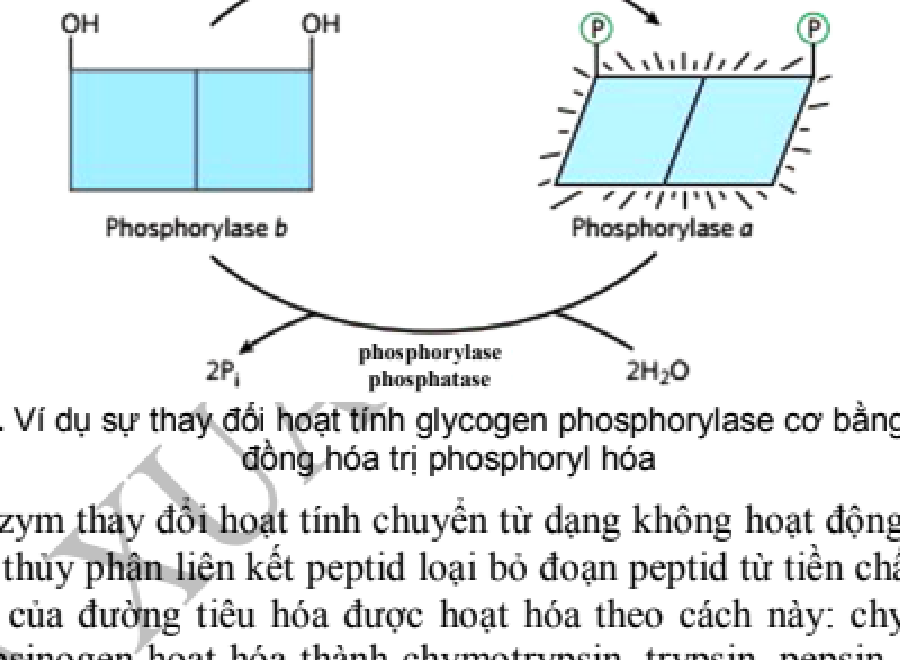 OH OH P P
Phosphorylase b Phosphorylase a
phosphorylase
phosphatase
2Pi 2H₂O
. Ví dụ sự thay đổi hoạt tính glycogen phosphorylase cơ bằng
đồng hóa trị phosphoryl hóa
XUA
zym thay đổi hoạt tính chuyển từ dạng không hoạt động
thủy phân liên kết peptid loại bỏ đoạn peptid từ tiền
của đường tiêu hóa được hoạt hóa theo cách này: chy
hoạt hóa thành chymotrypsin, trypsin, pepsin